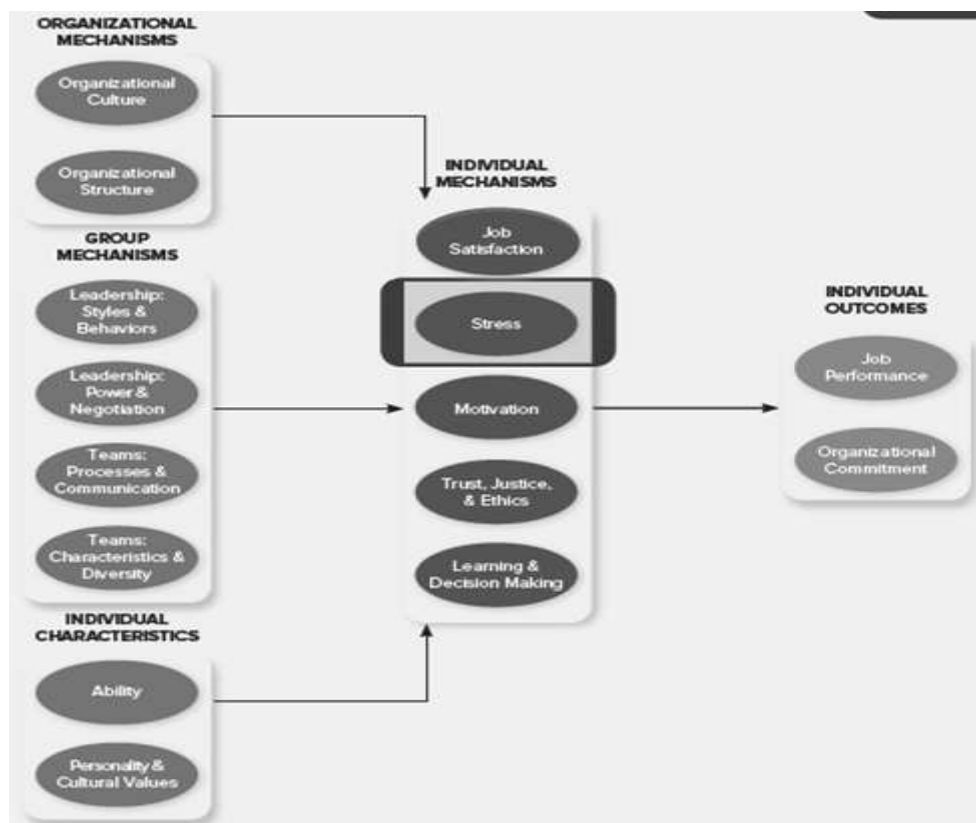 ORGANIZATIONAL
MECHANISMS
Organizational
Culture
Organizational
Structure
GROUP
MECHANISMS
Leadership:
Styles &
Behaviors
Leadership:
Power &
Negotiation
Teams:
Processes &
Communication
Teams:
Characteristics &
Diversity
INDIVIDUAL
CHARACTERISTICS
Ability
Personality &
Cultural Values
INDIVIDUAL
MECHANISMS
Job
Satisfaction
Stress
Motivation
Trust, Justice,
& Ethics
Learning &
Decision Making
INDIVIDUAL
OUTCOMES
Job
Performance
Organizational
Commitment